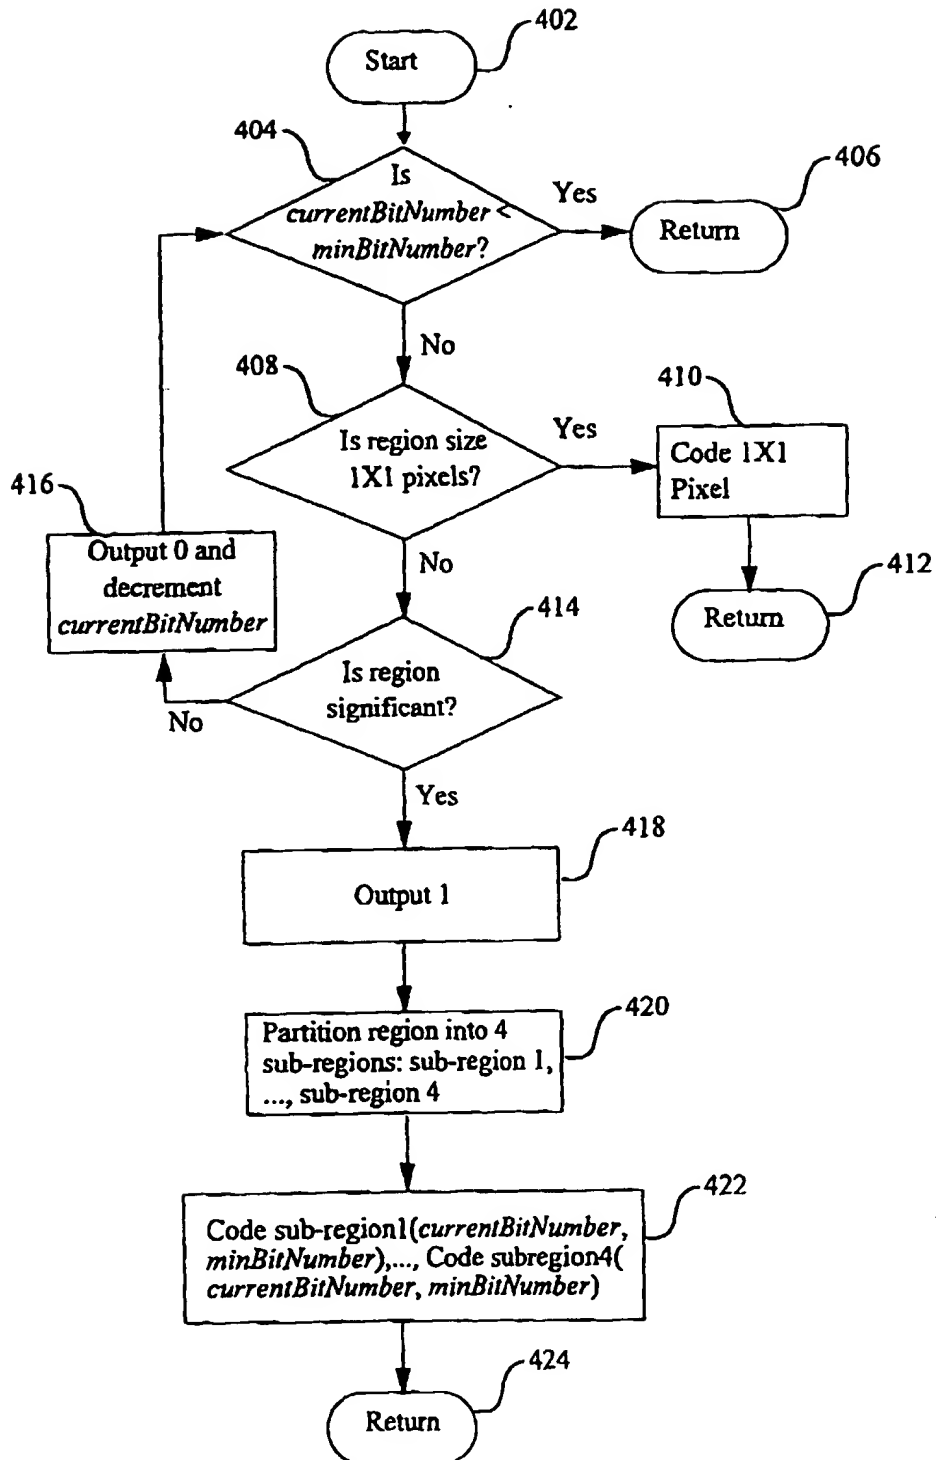 402
Start
404
Is
currentBitNumber <
minBitNumber?
Yes
406
Return
No
408
Is region size
1X1 pixels?
Yes
410
Code 1X1
Pixel
416
Output 0 and
decrement
currentBitNumber
No
412
Return
414
Is region
significant?
No
Yes
418
Output 1
420
Partition region into 4
sub-regions: sub-region 1,
..., sub-region 4
422
Code sub-region1(currentBitNumber,
minBitNumber),..., Code subregion4(
currentBitNumber, minBitNumber)
424
Return